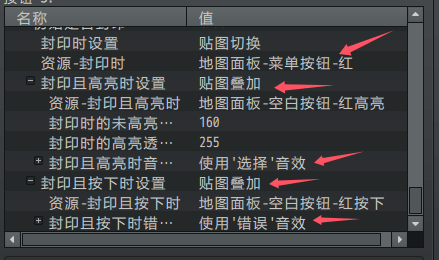 名称 值
封印时设置 贴图切换
资源-封印时 地图面板-菜单按钮-红
封印且高亮时设置 贴图叠加
资源-封印且高亮时 地图面板-空白按钮-红高亮
封印时的未高亮… 160
封印时的高亮透… 255
封印且高亮时音… 使用'选择'音效
封印且按下时设置 贴图叠加
资源-封印且按下时 地图面板-空白按钮-红按下
封印且按下时错… 使用'错误'音效